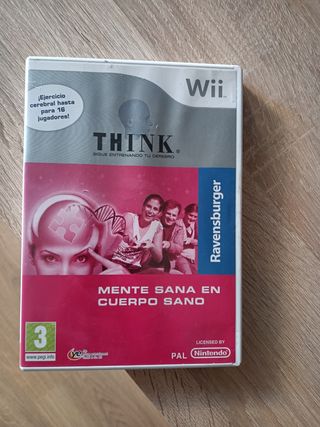 ¡Ejercicio
cerebral hasta
para 16
jugadores!
Wii
THINK®
SIGUE ENTRENANDO TU CEREBRO
Ravensburger
MENTE SANA EN
CUERPO SANO
3
www.pegi.info
PAL
LICENSED BY
Nintendo